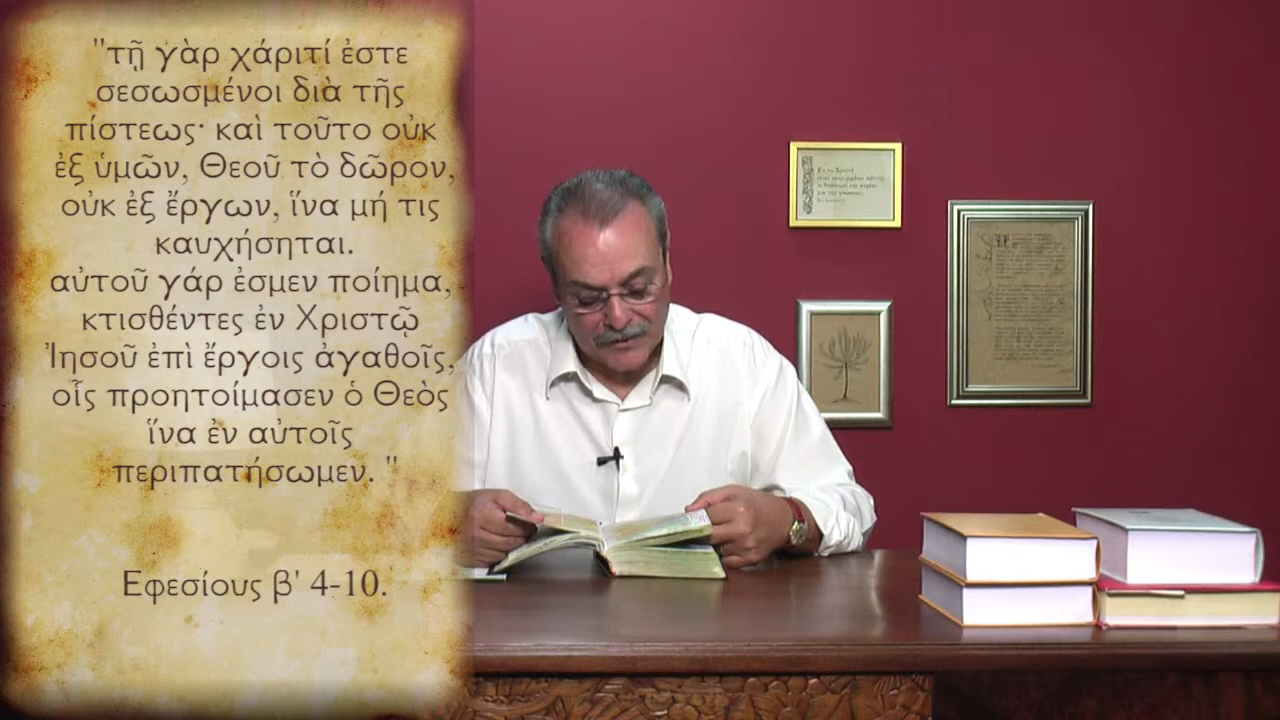 "τῇ γὰρ χάριτί ἐστε
σεσωσμένοι διὰ τῆς
πίστεως· καὶ τοῦτο οὐκ
ἐξ ὑμῶν, Θεοῦ τὸ δῶρον,
οὐκ ἐξ ἔργων, ἵνα μή τις
καυχήσηται.
αὐτοῦ γάρ ἐσμεν ποίημα,
κτισθέντες ἐν Χριστῷ
Ἰησοῦ ἐπὶ ἔργοις ἀγαθοῖς,
οἷς προητοίμασεν ὁ Θεὸς
ἵνα ἐν αὐτοῖς
περιπατήσωμεν. "
Εφεσίους β' 4-10.